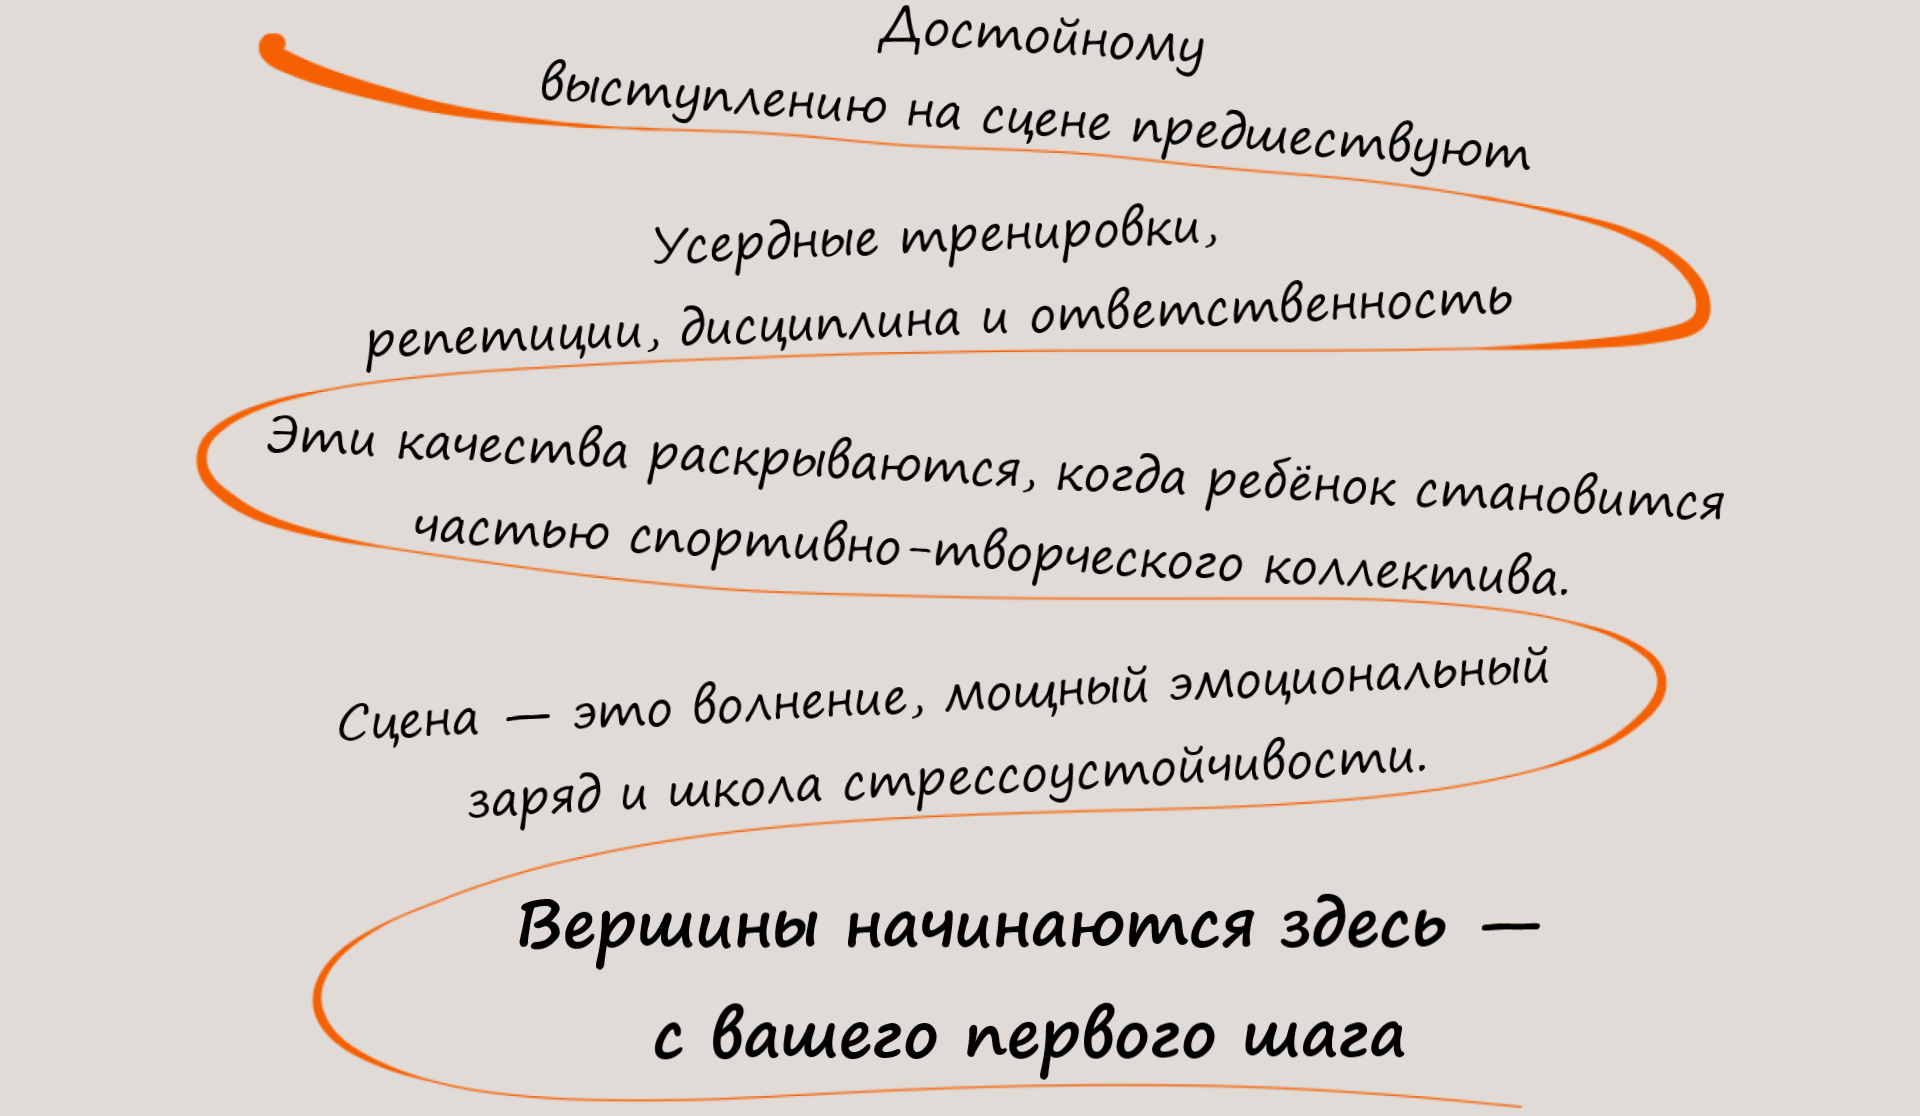 Достойному
выступлению на сцене предшествуют
Усердные тренировки,
репетиции, дисциплина и ответственность
Эти качества раскрываются, когда ребёнок становится
частью спортивно-творческого коллектива.
Сцена — это волнение, мощный эмоциональный
заряд и школа стрессоустойчивости.
Вершины начинаются здесь —
с вашего первого шага